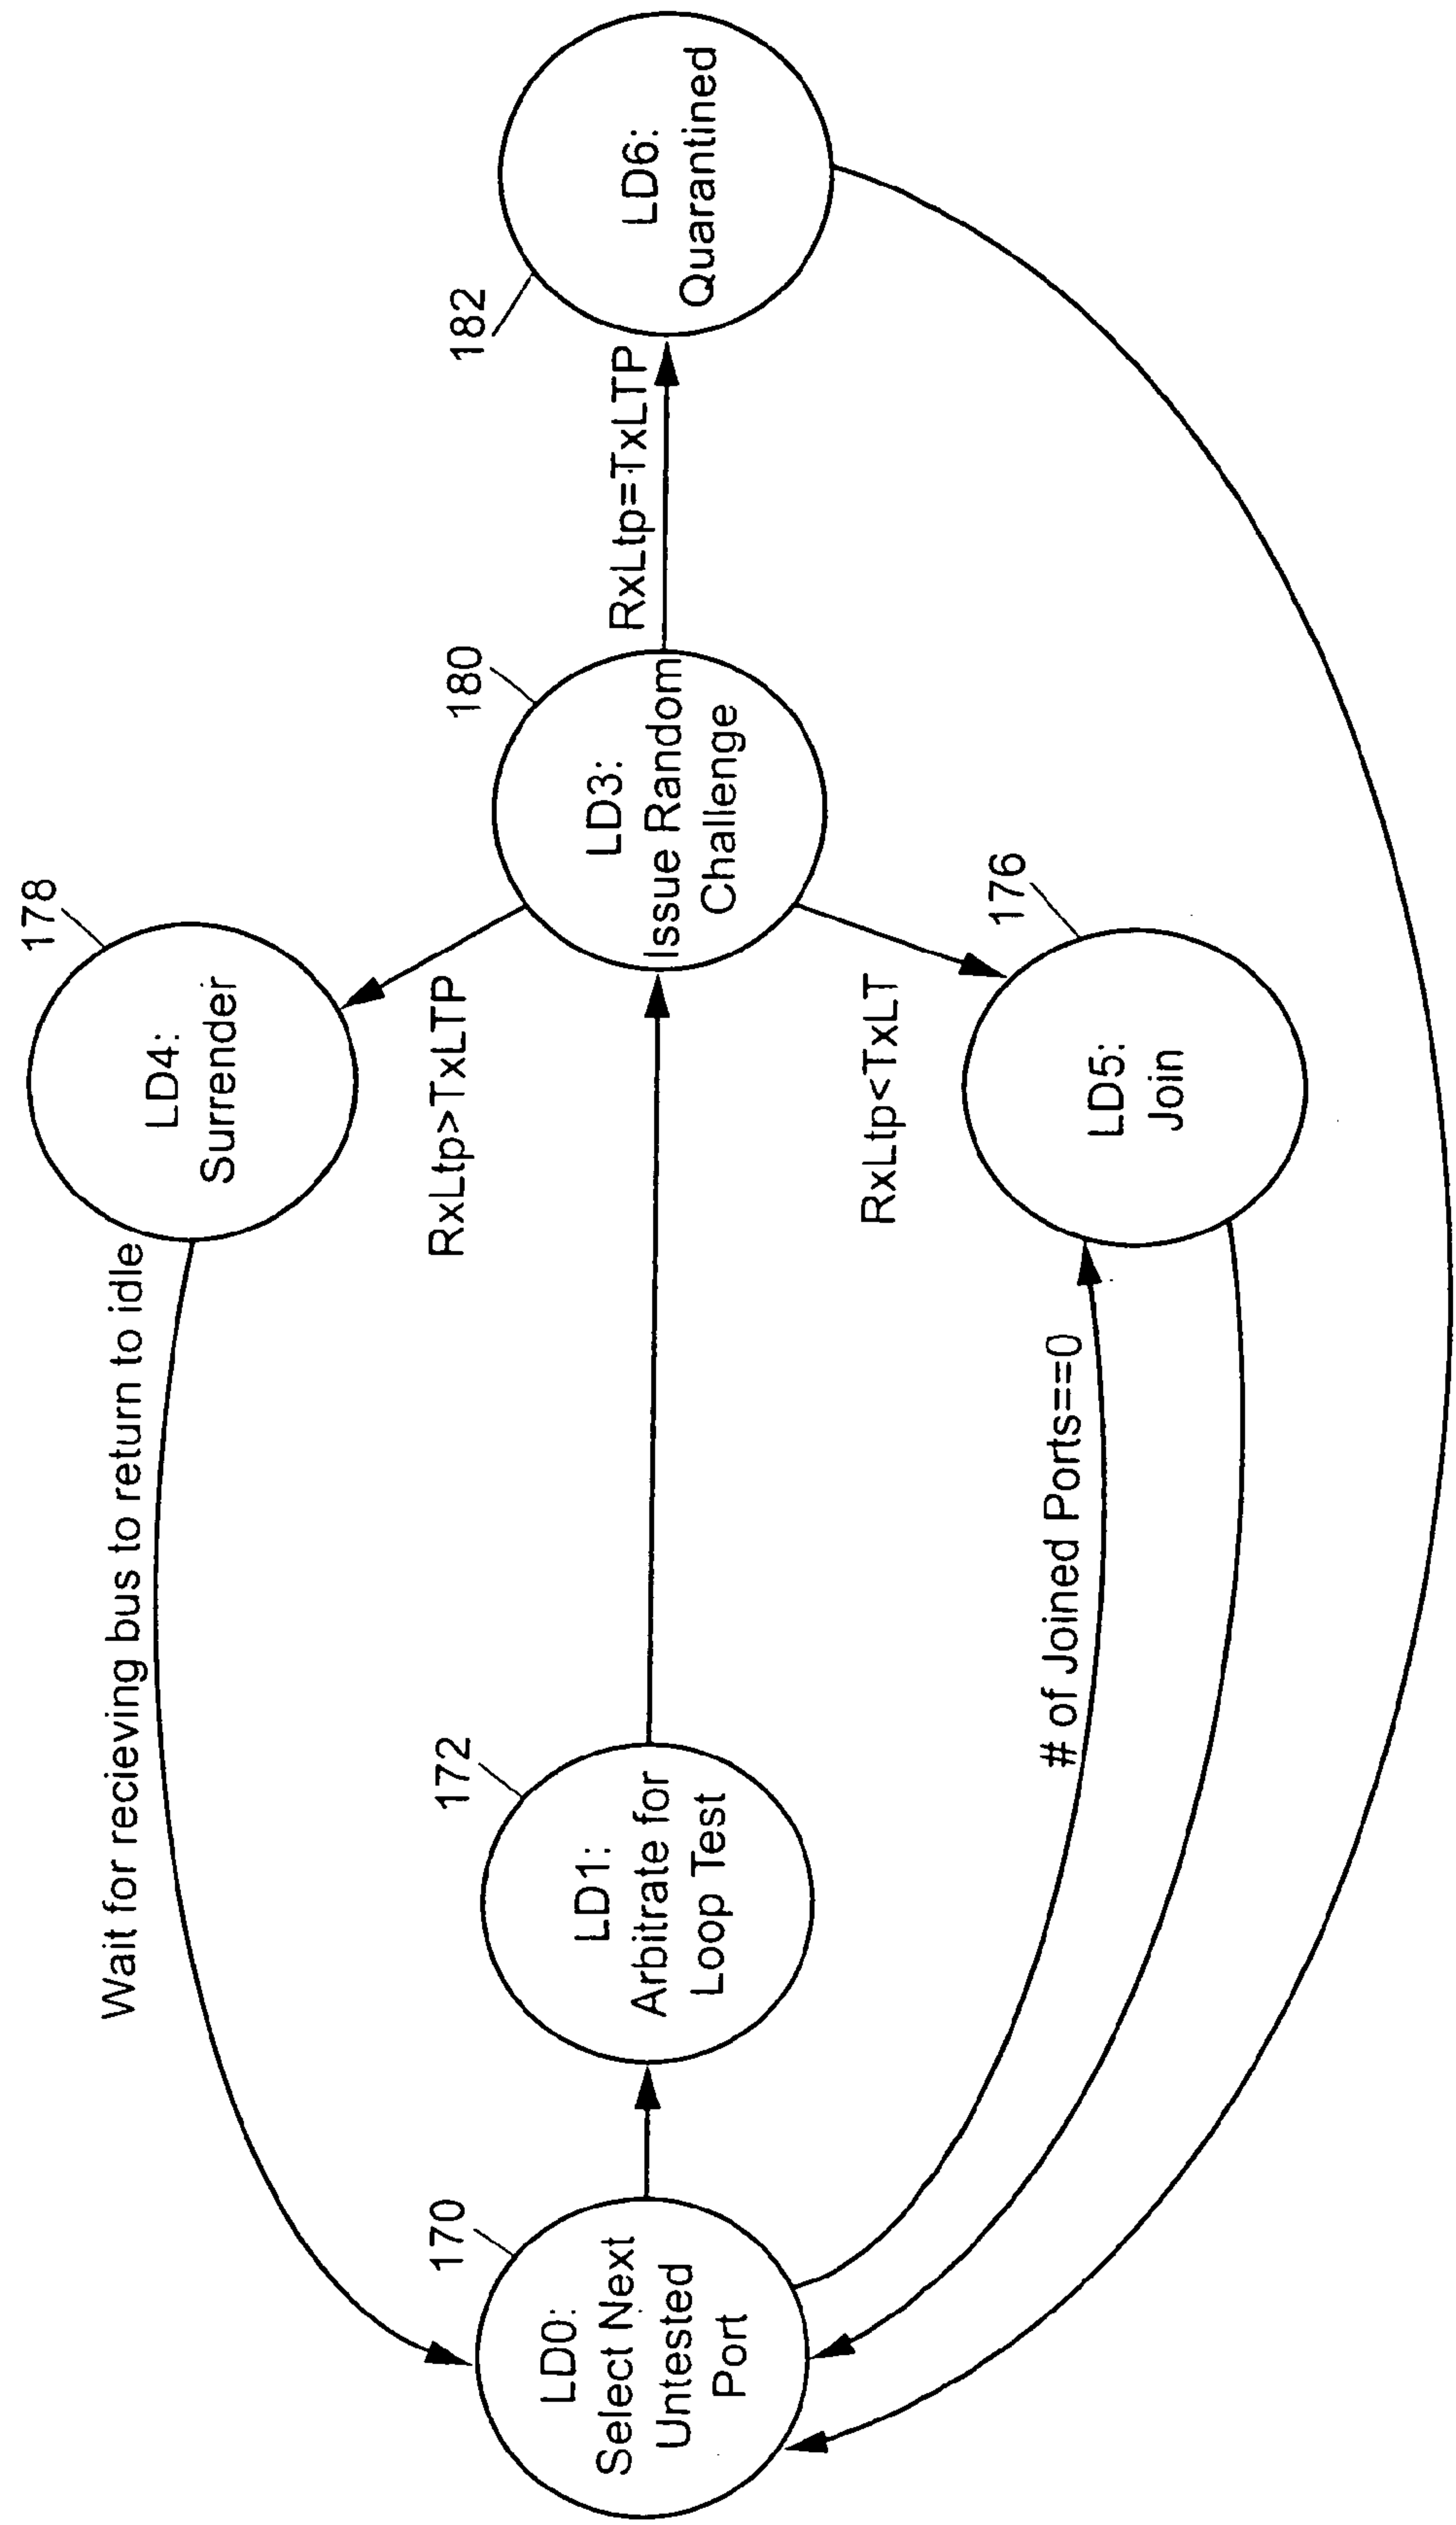 178
LD4:
Surrender
Wait for recieving bus to return to idle
RxLtp>TxLTP
170
LD0:
Select Next
Untested
Port
172
LD1:
Arbitrate for
Loop Test
180
LD3:
Issue Random
Challenge
RxLtp=TxLTP
182
LD6:
Quarantined
RxLtp<TxLT
176
LD5:
Join
# of Joined Ports==0